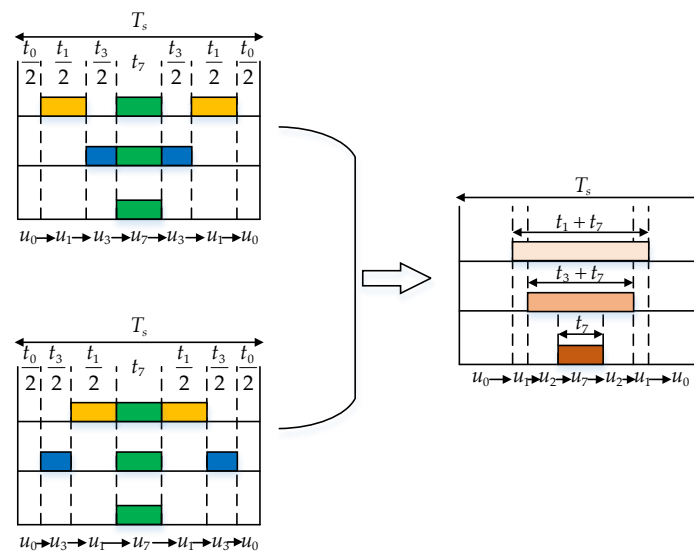 T_s
t_0/2 t_1/2 t_3/2 t_7 t_3/2 t_1/2 t_0/2
u_0→u_1→u_3→u_7→u_3→u_1→u_0
T_s
t_0/2 t_3/2 t_1/2 t_7 t_1/2 t_3/2 t_0/2
u_0→u_3→u_1→u_7→u_1→u_3→u_0
T_s
t_1 + t_7
t_3 + t_7
t_7
u_0→u_1→u_2→u_7→u_2→u_1→u_0